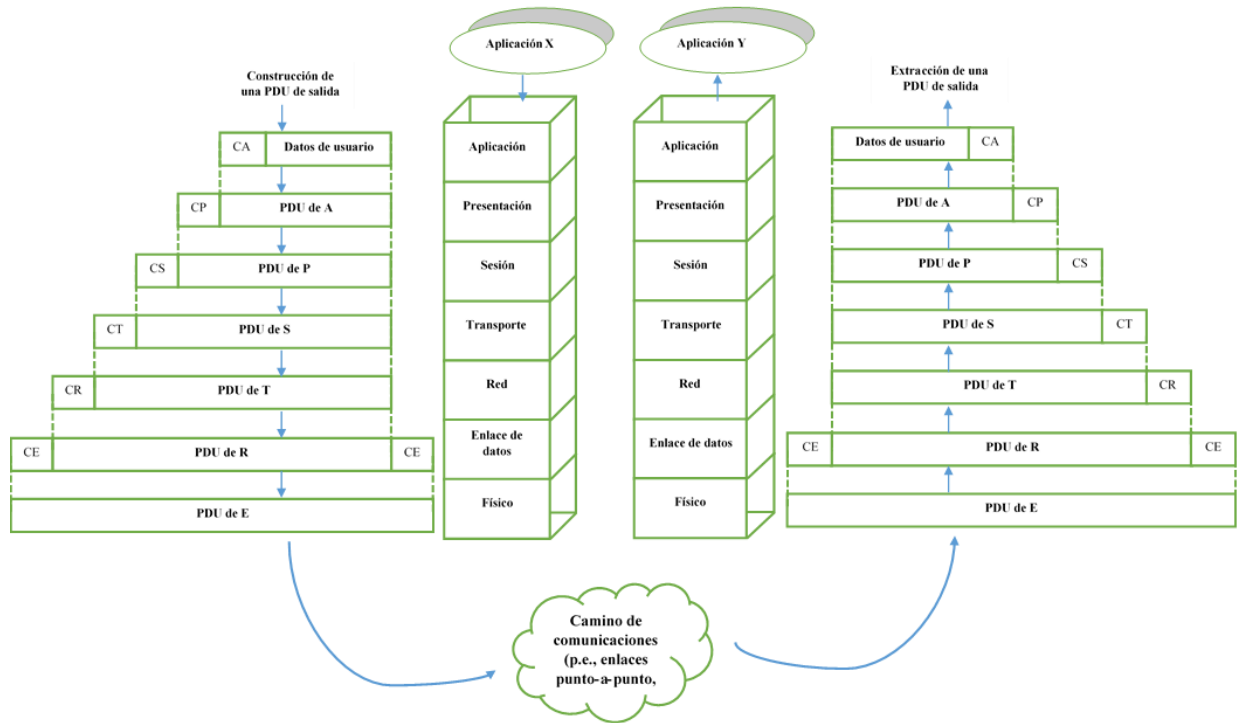 Aplicación X
Aplicación Y
Construcción de
una PDU de salida
Extracción de una
PDU de salida
CA
Datos de usuario
Aplicación
Aplicación
Datos de usuario
CA
CP
PDU de A
Presentación
Presentación
PDU de A
CP
CS
PDU de P
Sesión
Sesión
PDU de P
CS
CT
PDU de S
Transporte
Transporte
PDU de S
CT
CR
PDU de T
Red
Red
PDU de T
CR
CE
PDU de R
CE
Enlace de
datos
Enlace de datos
CE
PDU de R
CE
PDU de E
Físico
Físico
PDU de E
Camino de
comunicaciones
(p.e., enlaces
punto-a-punto,